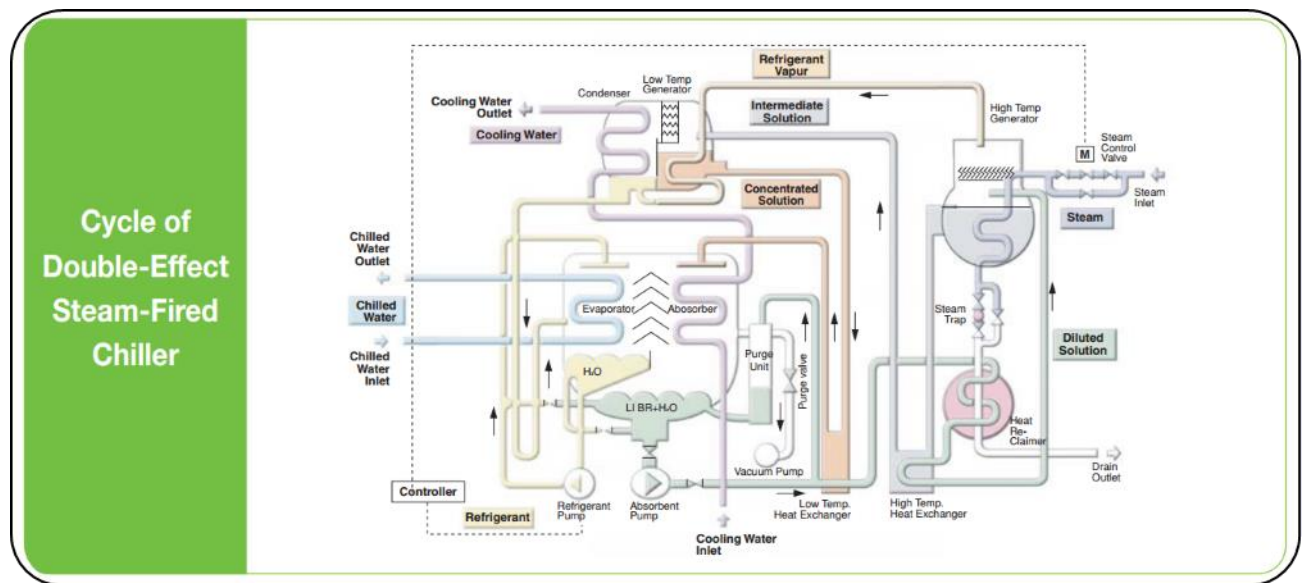 Cycle of
Double-Effect
Steam-Fired
Chiller
Refrigerant
Vapur
Low Temp
Generator
Condenser
Intermediate
Solution
High Temp
Generator
Cooling Water
Outlet
Cooling Water
M
Steam
Control
Valve
Steam
Inlet
Concentrated
Solution
Steam
Chilled
Water
Outlet
Chilled
Water
Evaporator
Abosorber
Steam
Trap
Diluted
Solution
Chilled
Water
Inlet
H₂O
Purge
Unit
Purge valve
LI BR+H₂O
Heat
Re-
Claimer
Vacuum Pump
Drain
Outlet
Controller
Refrigerant
Refrigerant
Pump
Absorbent
Pump
Low Temp.
Heat Exchanger
High Temp.
Heat Exchanger
Cooling Water
Inlet